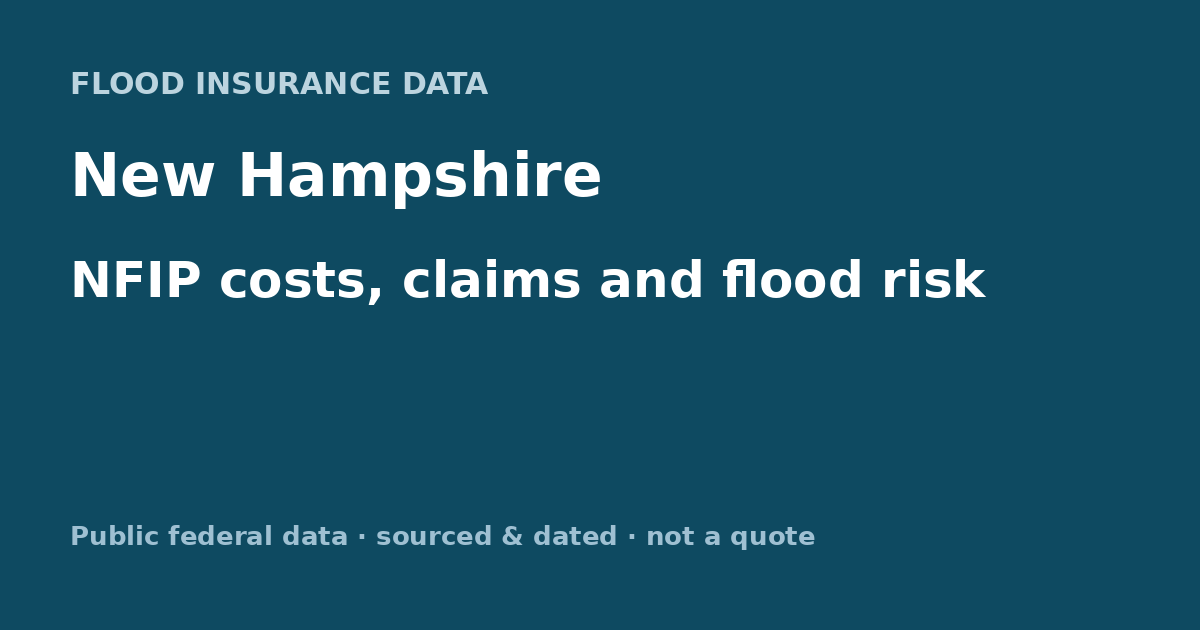 FLOOD INSURANCE DATA
New Hampshire
NFIP costs, claims and flood risk
Public federal data · sourced & dated · not a quote